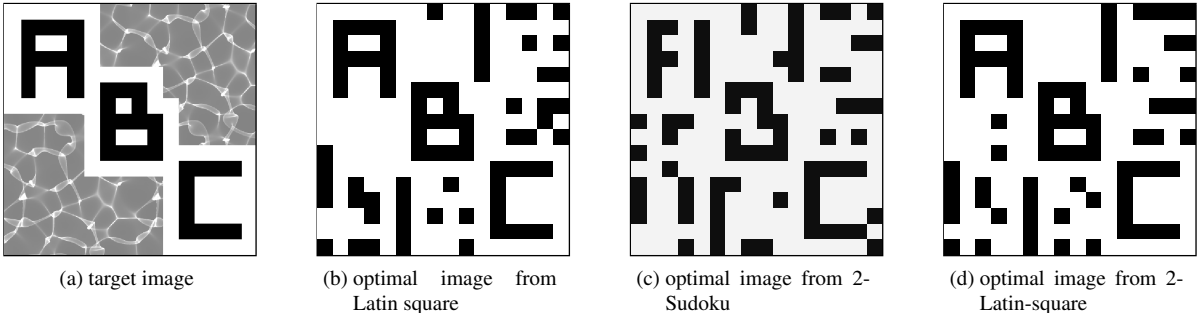 A
B
C
A
B
C
C
A
B
C
(a) target image
(b) optimal image from
Latin square
(c) optimal image from 2-
Sudoku
(d) optimal image from 2-
Latin-square